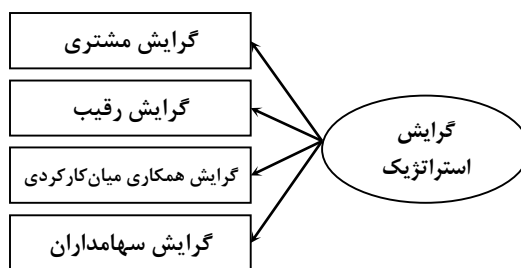 گرایش مشتری
گرایش رقیب
گرایش همکاری میان‌کارکردی
گرایش سهامداران
گرایش
استراتژیک